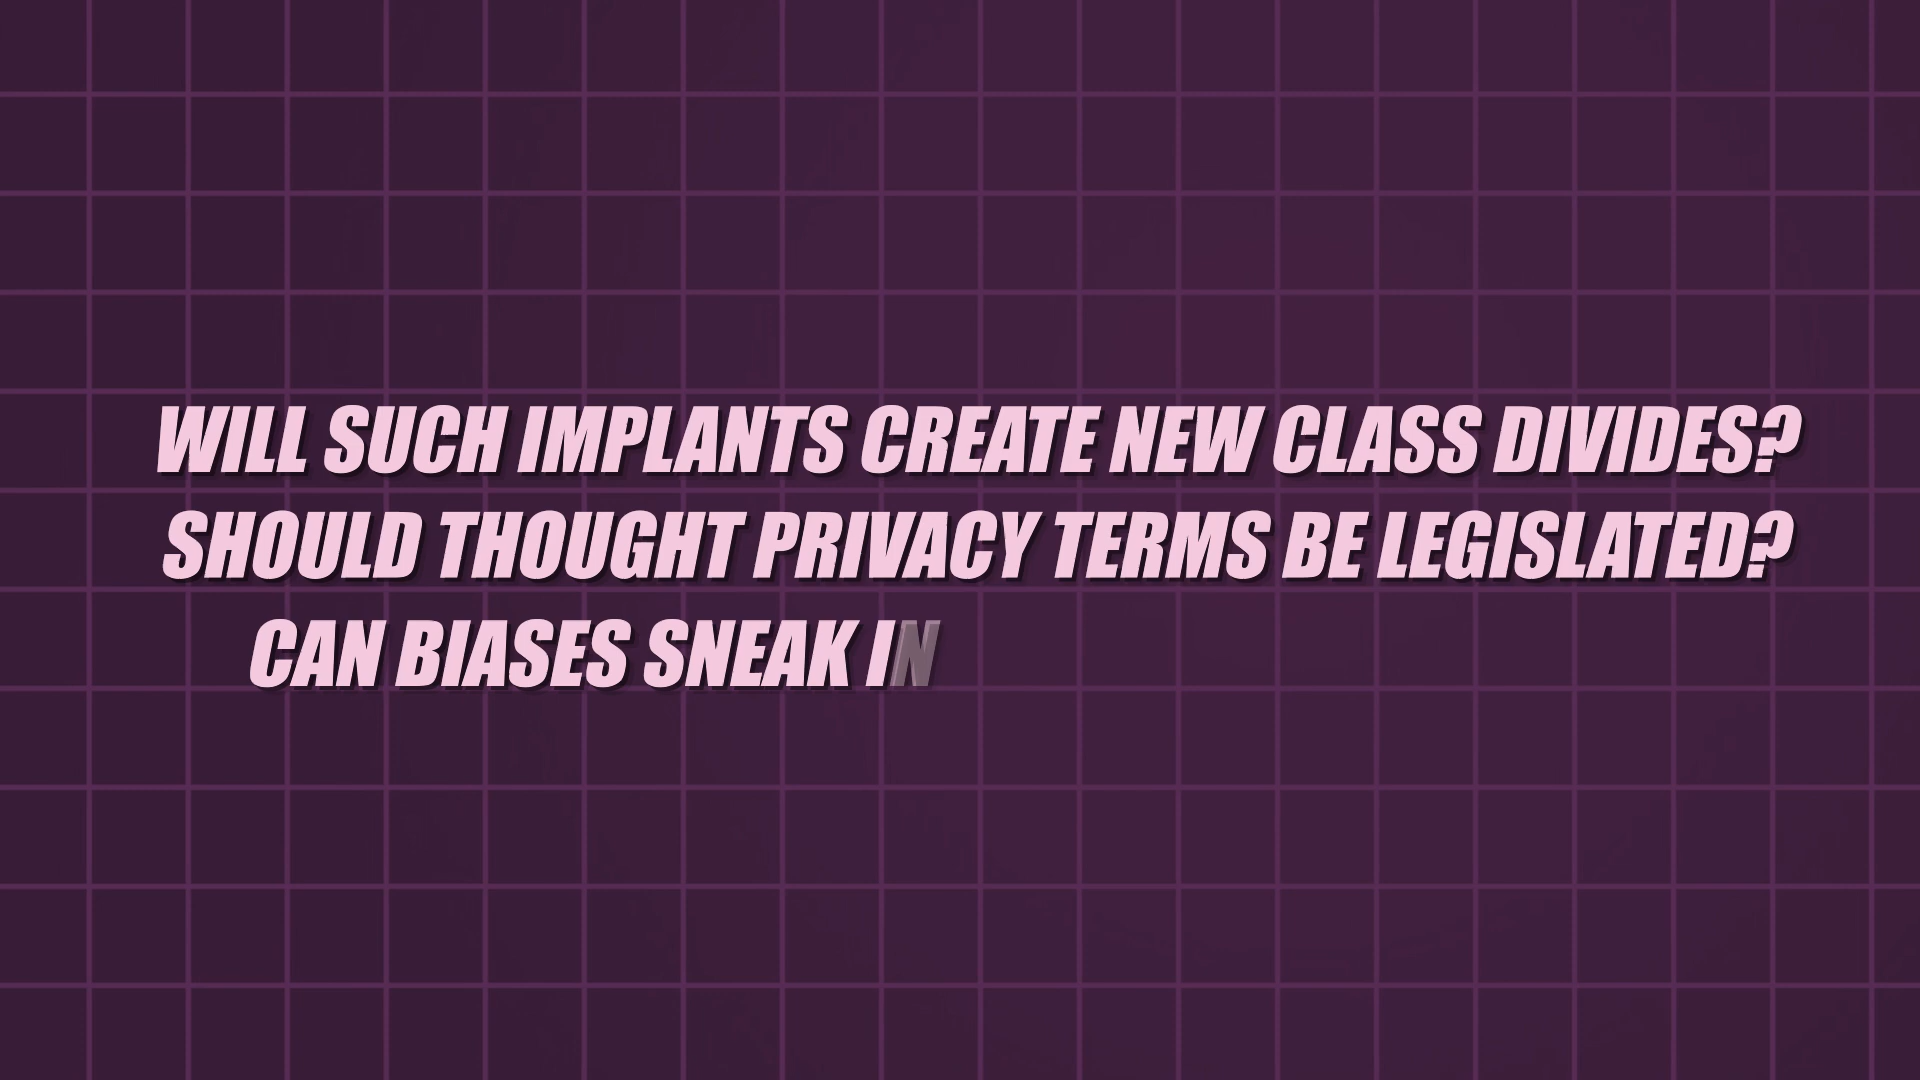 WILL SUCH IMPLANTS CREATE NEW CLASS DIVIDES?
SHOULD THOUGHT PRIVACY TERMS BE LEGISLATED?
CAN BIASES SNEAK IN